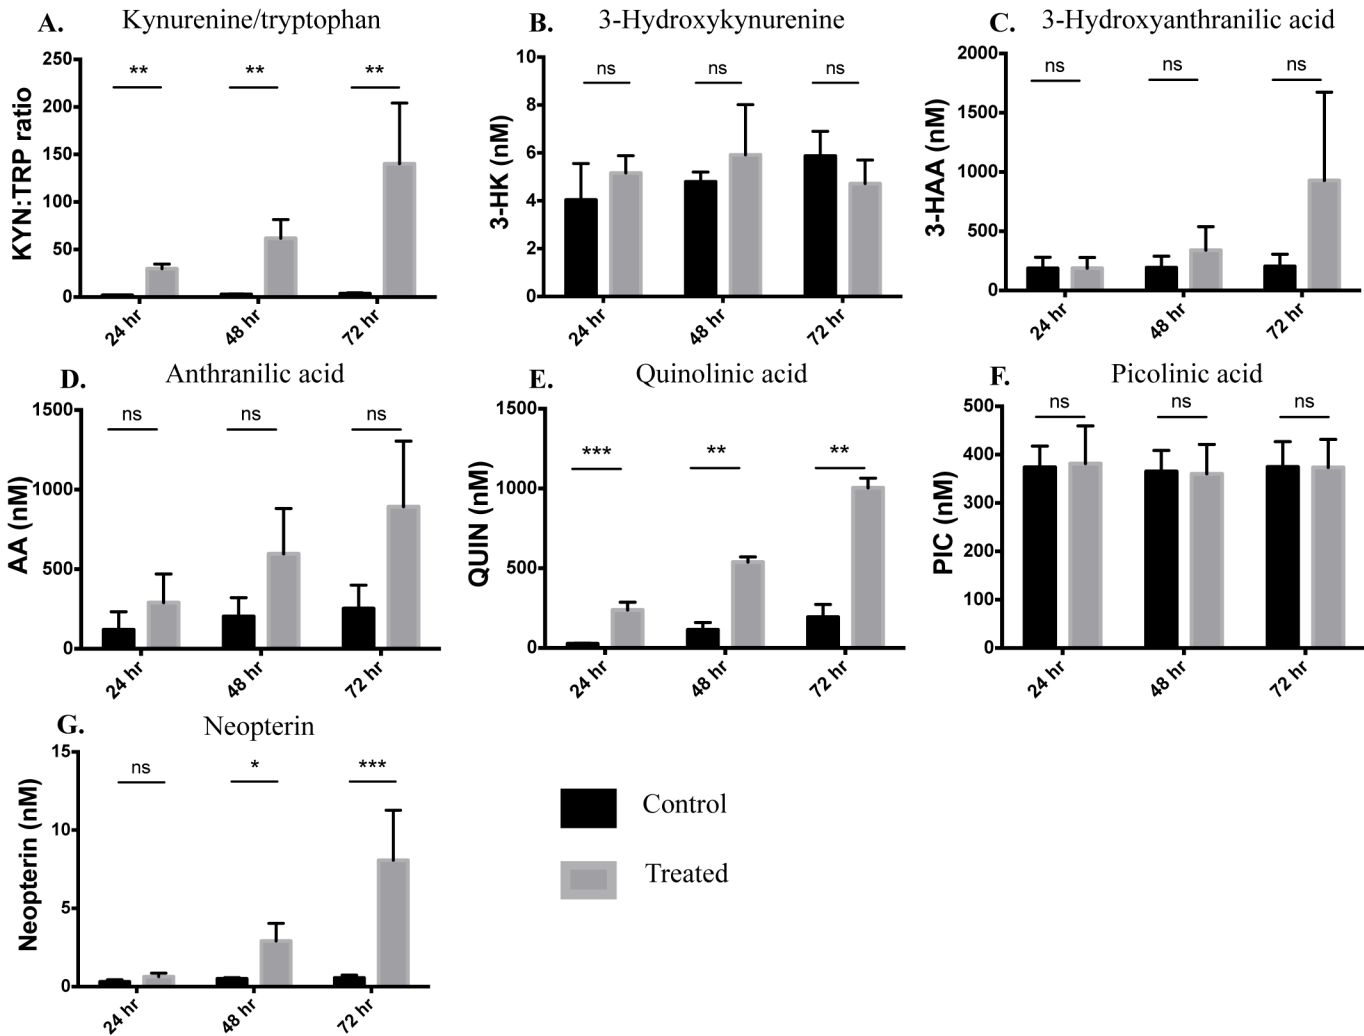 A. Kynurenine/tryptophan
KYN:TRP ratio
250
200
150
100
50
0
** ** **
24 hr 48 hr 72 hr
B. 3-Hydroxykynurenine
3-HK (nM)
10
8
6
4
2
0
ns ns ns
24 hr 48 hr 72 hr
C. 3-Hydroxyanthranilic acid
3-HAA (nM)
2000
1500
1000
500
0
ns ns ns
24 hr 48 hr 72 hr
D. Anthranilic acid
AA (nM)
1500
1000
500
0
ns ns ns
24 hr 48 hr 72 hr
E. Quinolinic acid
QUIN (nM)
1500
1000
500
0
*** ** **
24 hr 48 hr 72 hr
F. Picolinic acid
PIC (nM)
500
400
300
200
100
0
ns ns ns
24 hr 48 hr 72 hr
G. Neopterin
Neopterin (nM)
15
10
5
0
ns * ***
24 hr 48 hr 72 hr
Control
Treated